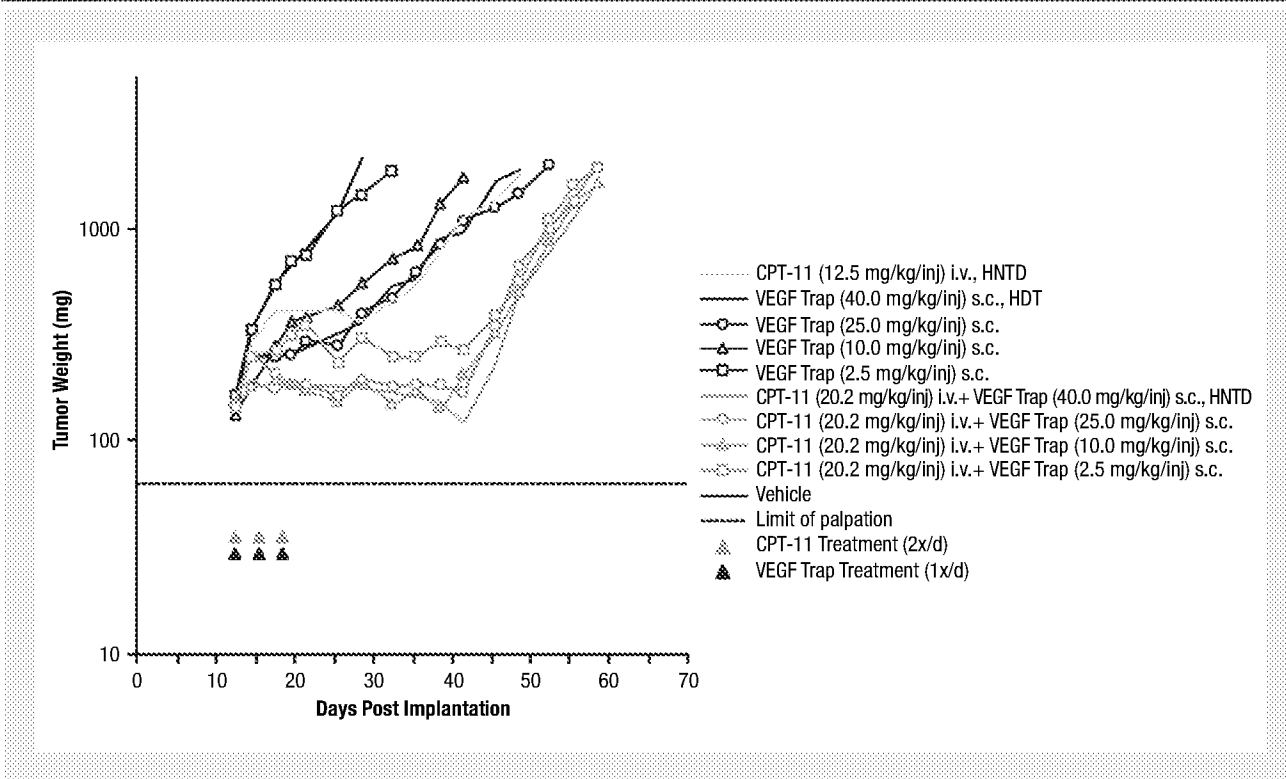 1000
100
10
0
10
20
30
40
50
60
70
Tumor Weight (mg)
Days Post Implantation
CPT-11 (12.5 mg/kg/inj) i.v., HNTD
VEGF Trap (40.0 mg/kg/inj) s.c., HDT
VEGF Trap (25.0 mg/kg/inj) s.c.
VEGF Trap (10.0 mg/kg/inj) s.c.
VEGF Trap (2.5 mg/kg/inj) s.c.
CPT-11 (20.2 mg/kg/inj) i.v.+ VEGF Trap (40.0 mg/kg/inj) s.c., HNTD
CPT-11 (20.2 mg/kg/inj) i.v.+ VEGF Trap (25.0 mg/kg/inj) s.c.
CPT-11 (20.2 mg/kg/inj) i.v.+ VEGF Trap (10.0 mg/kg/inj) s.c.
CPT-11 (20.2 mg/kg/inj) i.v.+ VEGF Trap (2.5 mg/kg/inj) s.c.
Vehicle
Limit of palpation
CPT-11 Treatment (2x/d)
VEGF Trap Treatment (1x/d)